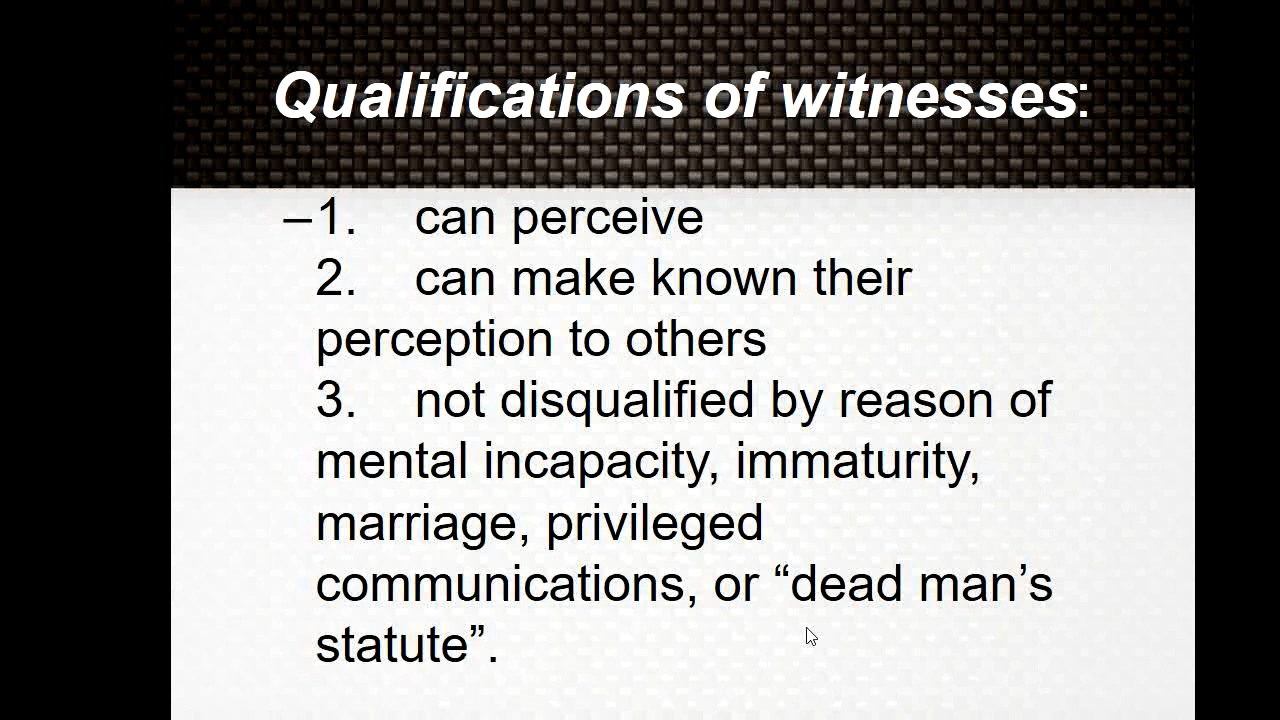 Qualifications of witnesses:
–1. can perceive
2. can make known their
perception to others
3. not disqualified by reason of
mental incapacity, immaturity,
marriage, privileged
communications, or “dead man’s
statute”.